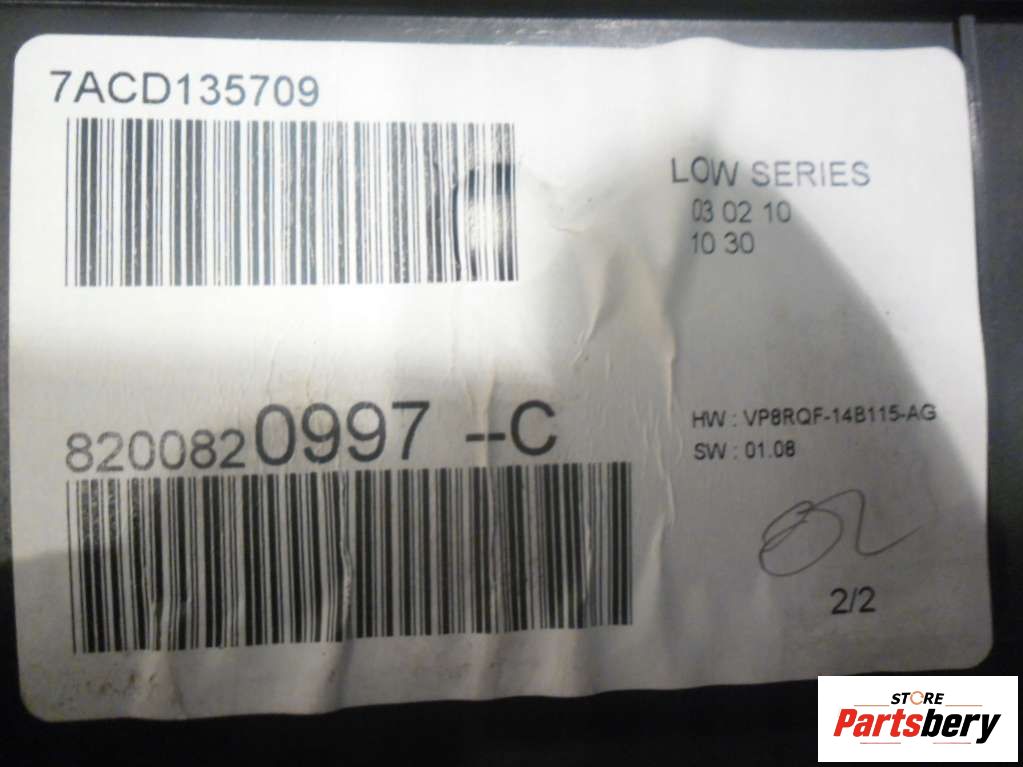 7ACD135709
LOW SERIES
03 02 10
10 30
8200820997 --C
HW : VP8RQF-14B115-AG
SW : 01.08
2/2
STORE
Partsbery